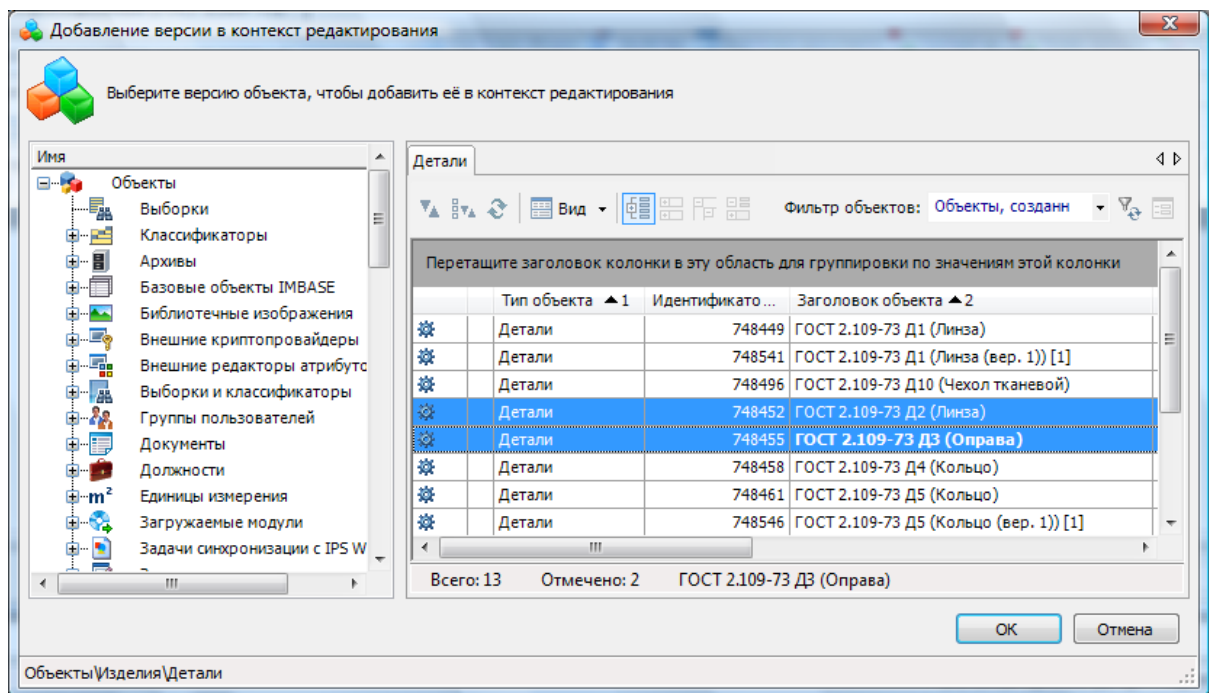 Добавление версии в контекст редактирования
Выберите версию объекта, чтобы добавить её в контекст редактирования
Имя
Объекты
Выборки
Классификаторы
Архивы
Базовые объекты IMBASE
Библиотечные изображения
Внешние криптопровайдеры
Внешние редакторы атрибутс
Выборки и классификаторы
Группы пользователей
Документы
Должности
m² Единицы измерения
Загружаемые модули
Задачи синхронизации с IPS W
Детали
Вид Фильтр объектов: Объекты, созданн
Перетащите заголовок колонки в эту область для группировки по значениям этой колонки
Тип объекта ▲1 Идентификато... Заголовок объекта ▲2
Детали 748449 ГОСТ 2.109-73 Д1 (Линза)
Детали 748541 ГОСТ 2.109-73 Д1 (Линза (вер. 1)) [1]
Детали 748496 ГОСТ 2.109-73 Д10 (Чехол тканевой)
Детали 748452 ГОСТ 2.109-73 Д2 (Линза)
Детали 748455 ГОСТ 2.109-73 Д3 (Оправа)
Детали 748458 ГОСТ 2.109-73 Д4 (Кольцо)
Детали 748461 ГОСТ 2.109-73 Д5 (Кольцо)
Детали 748546 ГОСТ 2.109-73 Д5 (Кольцо (вер. 1)) [1]
Всего: 13 Отмечено: 2 ГОСТ 2.109-73 Д3 (Оправа)
ОК Отмена
Объекты\Изделия\Детали